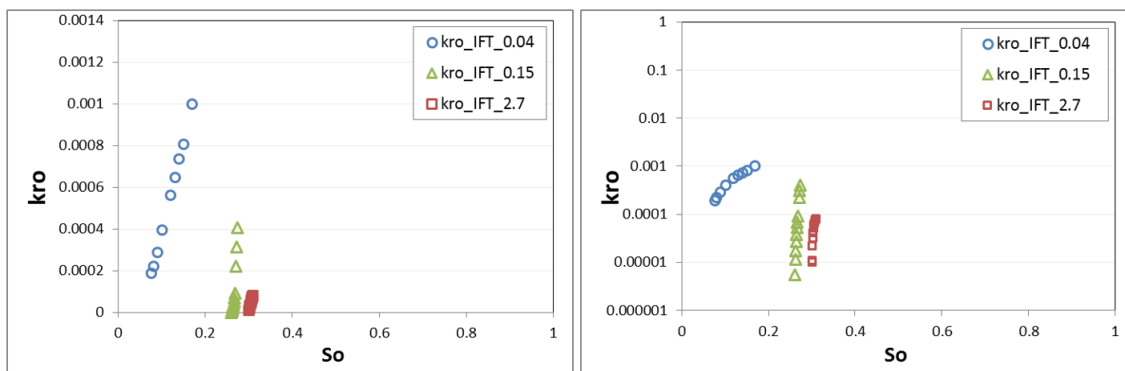 0.0014
0.0012
0.001
0.0008
0.0006
0.0004
0.0002
0
kro
0 0.2 0.4 0.6 0.8 1
So
kro_IFT_0.04
kro_IFT_0.15
kro_IFT_2.7
1
0.1
0.01
0.001
0.0001
0.00001
0.000001
kro
0 0.2 0.4 0.6 0.8 1
So
kro_IFT_0.04
kro_IFT_0.15
kro_IFT_2.7